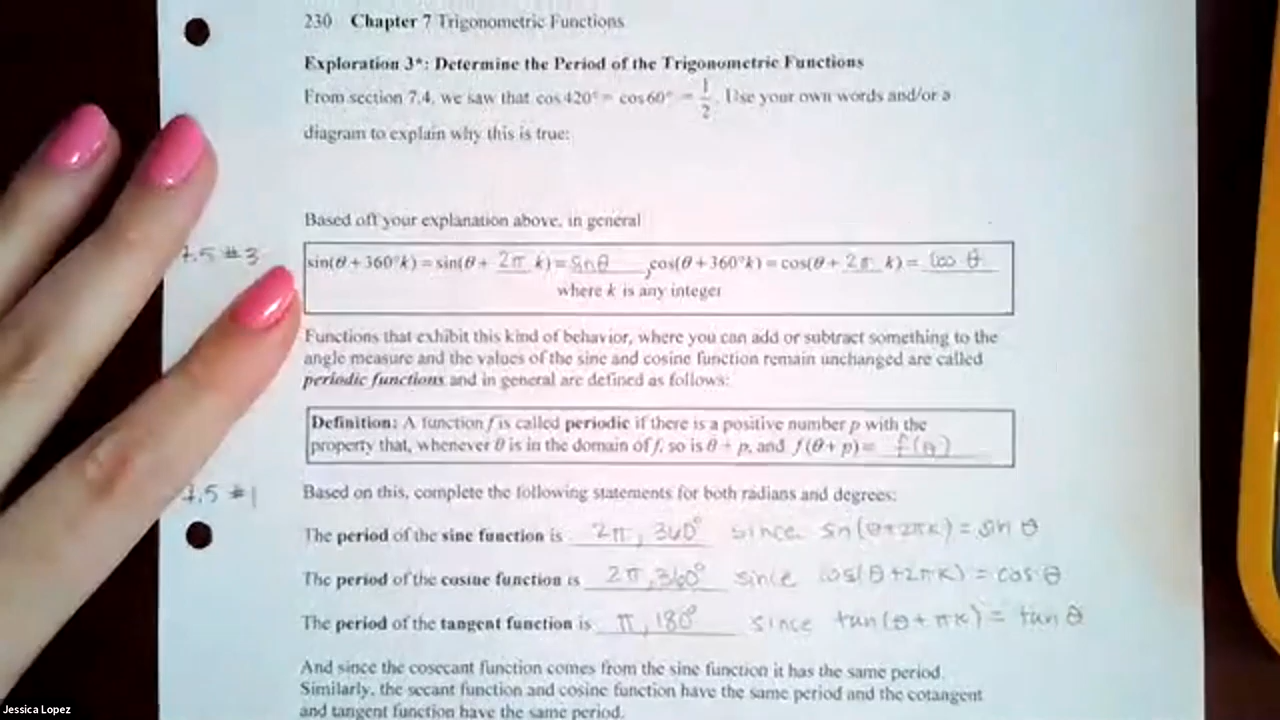 230 Chapter 7 Trigonometric Functions
Exploration 3*: Determine the Period of the Trigonometric Functions
From section 7.4, we saw that cos 420° = cos 60° = 1/2. Use your own words and/or a
diagram to explain why this is true:
Based off your explanation above, in general
7.5 #3
sin(θ + 360°k) = sin(θ + 2π k) = sinθ , cos(θ + 360°k) = cos(θ + 2π k) = cos θ
where k is any integer
Functions that exhibit this kind of behavior, where you can add or subtract something to the
angle measure and the values of the sine and cosine function remain unchanged are called
periodic functions and in general are defined as follows:
Definition: A function f is called periodic if there is a positive number p with the
property that, whenever θ is in the domain of f, so is θ + p, and f(θ + p) = f(θ)
7.5 #1 Based on this, complete the following statements for both radians and degrees:
The period of the sine function is 2π, 360° since sin(θ+2πk) = sin θ
The period of the cosine function is 2π, 360° since cos(θ+2πk) = cos θ
The period of the tangent function is π, 180° since tan(θ+πk) = tan θ
And since the cosecant function comes from the sine function it has the same period.
Similarly, the secant function and cosine function have the same period and the cotangent
and tangent function have the same period.
Jessica Lopez